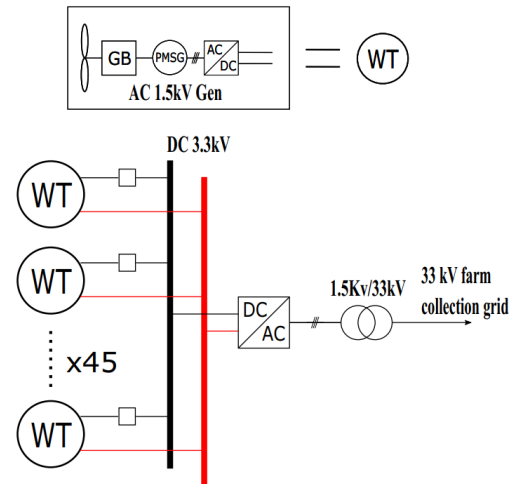 GB
PMSG
AC
DC
WT
AC 1.5kV Gen
DC 3.3kV
WT
WT
x45
WT
DC
AC
1.5Kv/33kV
33 kV farm
collection grid